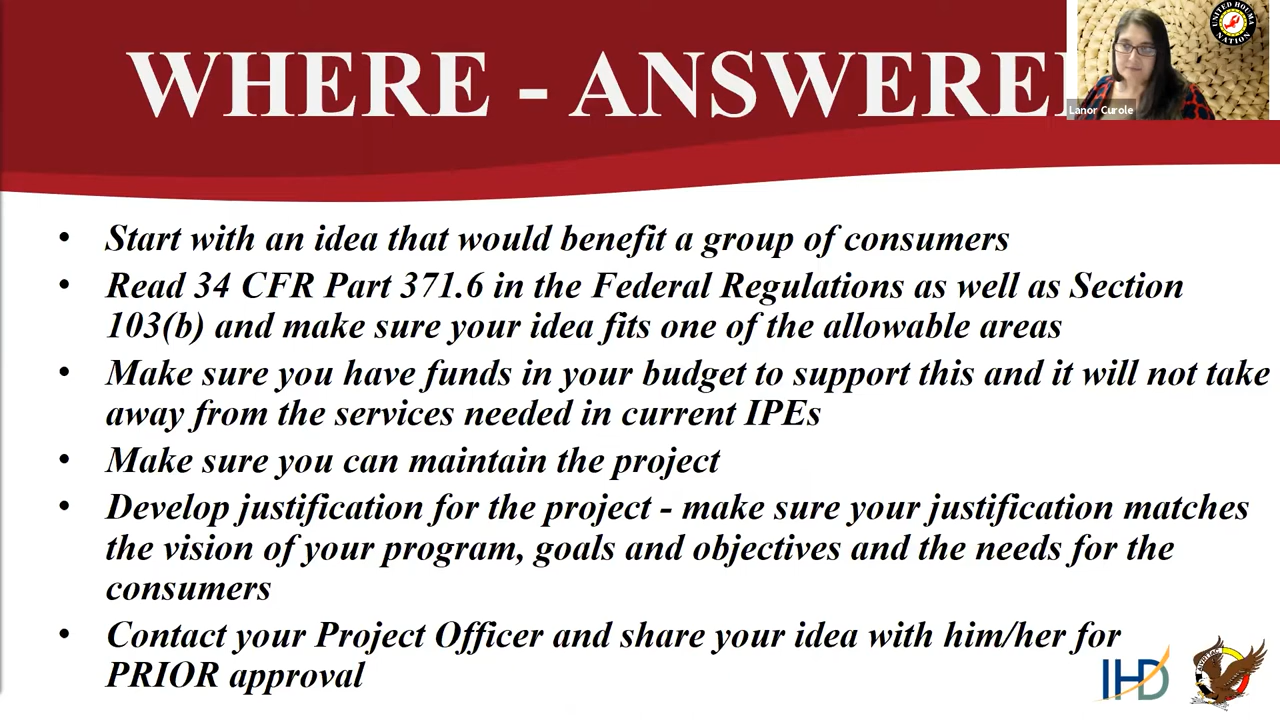 WHERE - ANSWERE
UNITED HOUMA
NATION
Lanor Curole
• Start with an idea that would benefit a group of consumers
• Read 34 CFR Part 371.6 in the Federal Regulations as well as Section
103(b) and make sure your idea fits one of the allowable areas
• Make sure you have funds in your budget to support this and it will not take
away from the services needed in current IPEs
• Make sure you can maintain the project
• Develop justification for the project - make sure your justification matches
the vision of your program, goals and objectives and the needs for the
consumers
• Contact your Project Officer and share your idea with him/her for
PRIOR approval
IHD